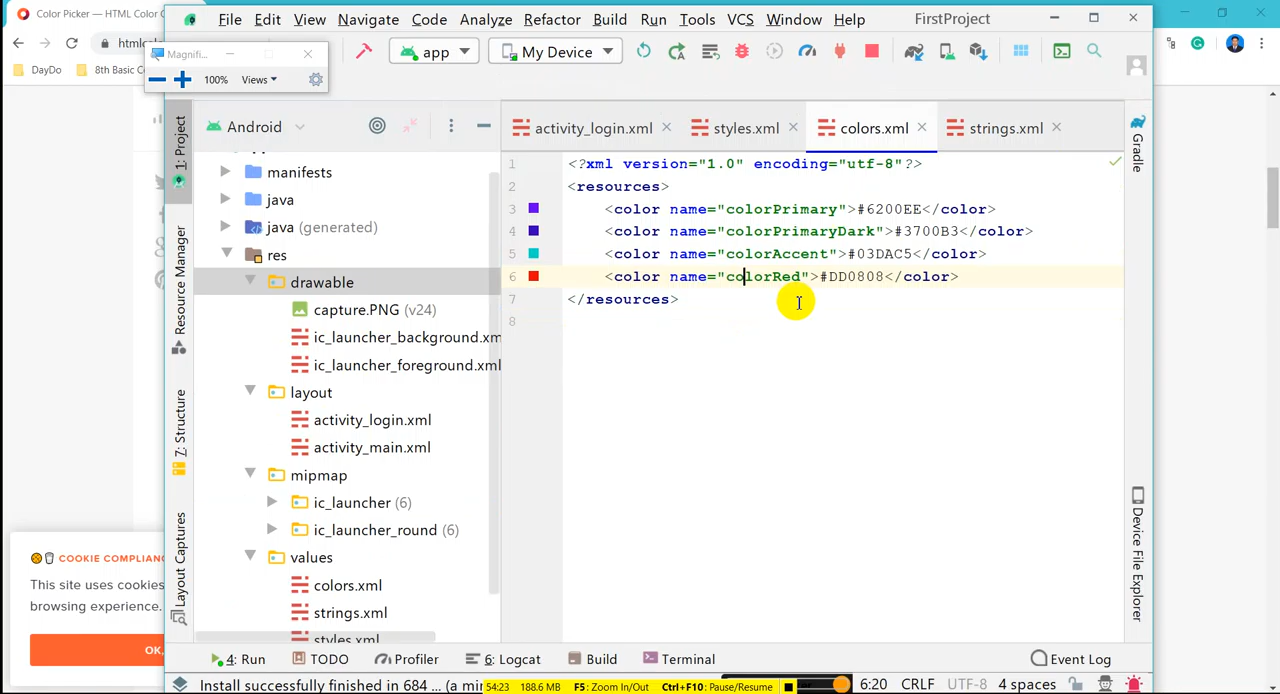 Color Picker — HTML Color C
File Edit View Navigate Code Analyze Refactor Build Run Tools VCS Window Help FirstProject
htmlc
Magnifi...
app My Device
DayDo 8th Basic C
100% Views
Android
activity_login.xml styles.xml colors.xml strings.xml
1: Project
Resource Manager
7: Structure
Layout Captures
manifests
java
java (generated)
res
drawable
capture.PNG (v24)
ic_launcher_background.xm
ic_launcher_foreground.xml
layout
activity_login.xml
activity_main.xml
mipmap
ic_launcher (6)
ic_launcher_round (6)
values
colors.xml
strings.xml
styles.xml
1 <?xml version="1.0" encoding="utf-8"?>
2 <resources>
3 <color name="colorPrimary">#6200EE</color>
4 <color name="colorPrimaryDark">#3700B3</color>
5 <color name="colorAccent">#03DAC5</color>
6 <color name="colorRed">#DD0808</color>
7 </resources>
8
Gradle
Device File Explorer
COOKIE COMPLIANC
This site uses cookies
browsing experience.
OK,
4: Run TODO Profiler 6: Logcat Build Terminal Event Log
Install successfully finished in 684 ... (a mi
54:23 188.6 MB F5: Zoom In/Out Ctrl+F10: Pause/Resume
6:20 CRLF UTF-8 4 spaces